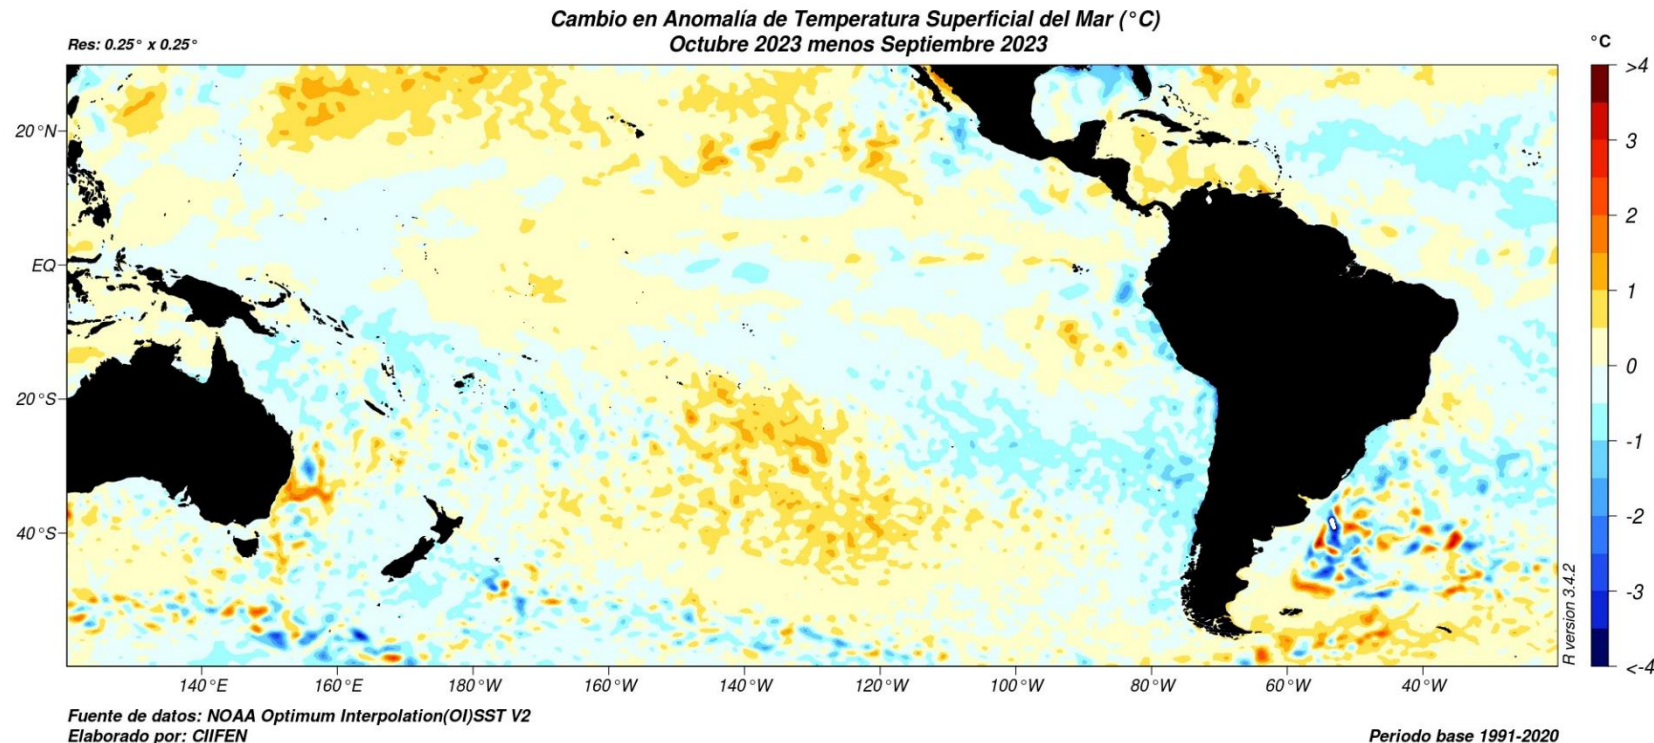 Cambio en Anomalía de Temperatura Superficial del Mar (°C)
Octubre 2023 menos Septiembre 2023
Res: 0.25° x 0.25°
°C
>4
3
2
1
0
-1
-2
-3
<-4
20°N
EQ
20°S
40°S
140°E
160°E
180°W
160°W
140°W
120°W
100°W
80°W
60°W
40°W
R version 3.4.2
Fuente de datos: NOAA Optimum Interpolation(OI)SST V2
Elaborado por: CIIFEN
Periodo base 1991-2020